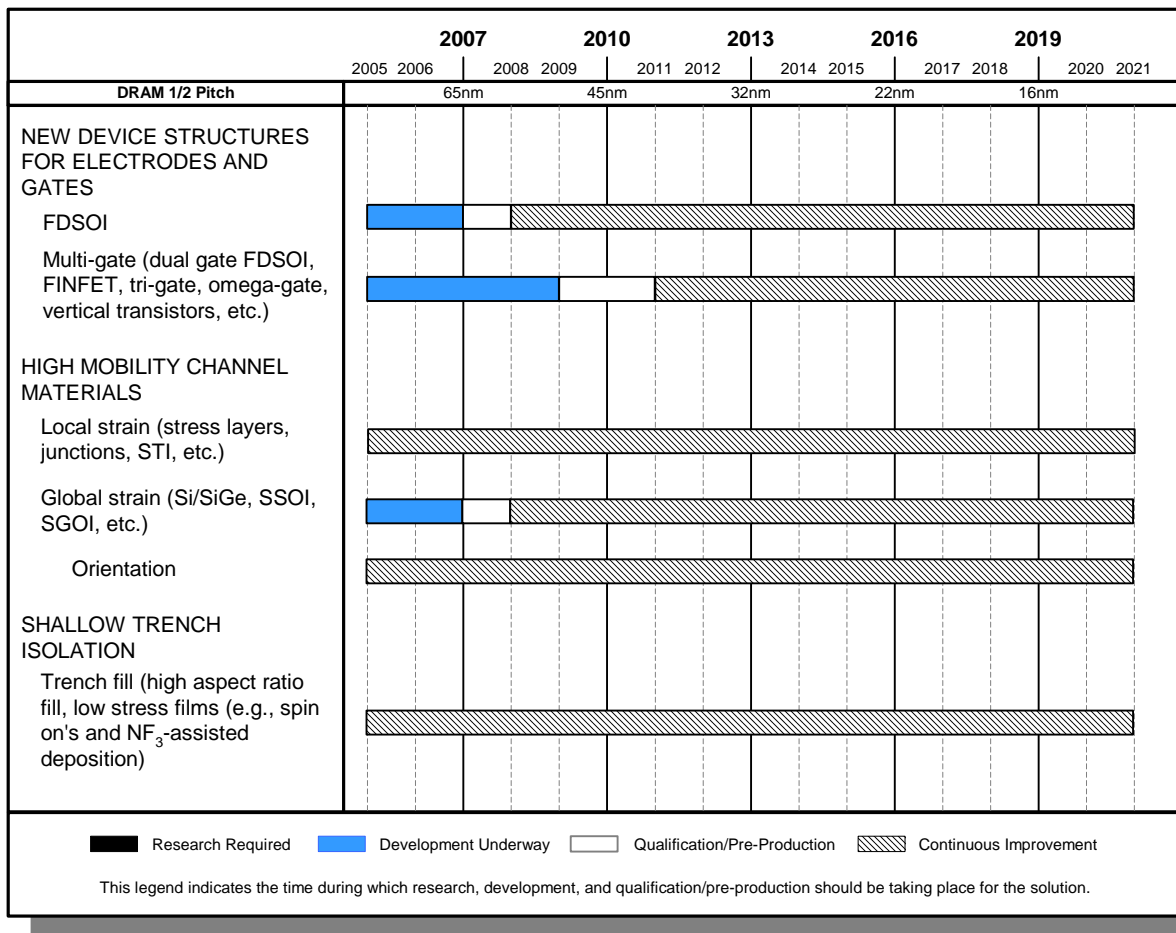 2007 2010 2013 2016 2019
2005 2006 2008 2009 2011 2012 2014 2015 2017 2018 2020 2021
DRAM 1/2 Pitch 65nm 45nm 32nm 22nm 16nm
NEW DEVICE STRUCTURES
FOR ELECTRODES AND
GATES
FDSOI
Multi-gate (dual gate FDSOI,
FINFET, tri-gate, omega-gate,
vertical transistors, etc.)
HIGH MOBILITY CHANNEL
MATERIALS
Local strain (stress layers,
junctions, STI, etc.)
Global strain (Si/SiGe, SSOI,
SGOI, etc.)
Orientation
SHALLOW TRENCH
ISOLATION
Trench fill (high aspect ratio
fill, low stress films (e.g., spin
on's and NF3-assisted
deposition)
Research Required Development Underway Qualification/Pre-Production Continuous Improvement
This legend indicates the time during which research, development, and qualification/pre-production should be taking place for the solution.